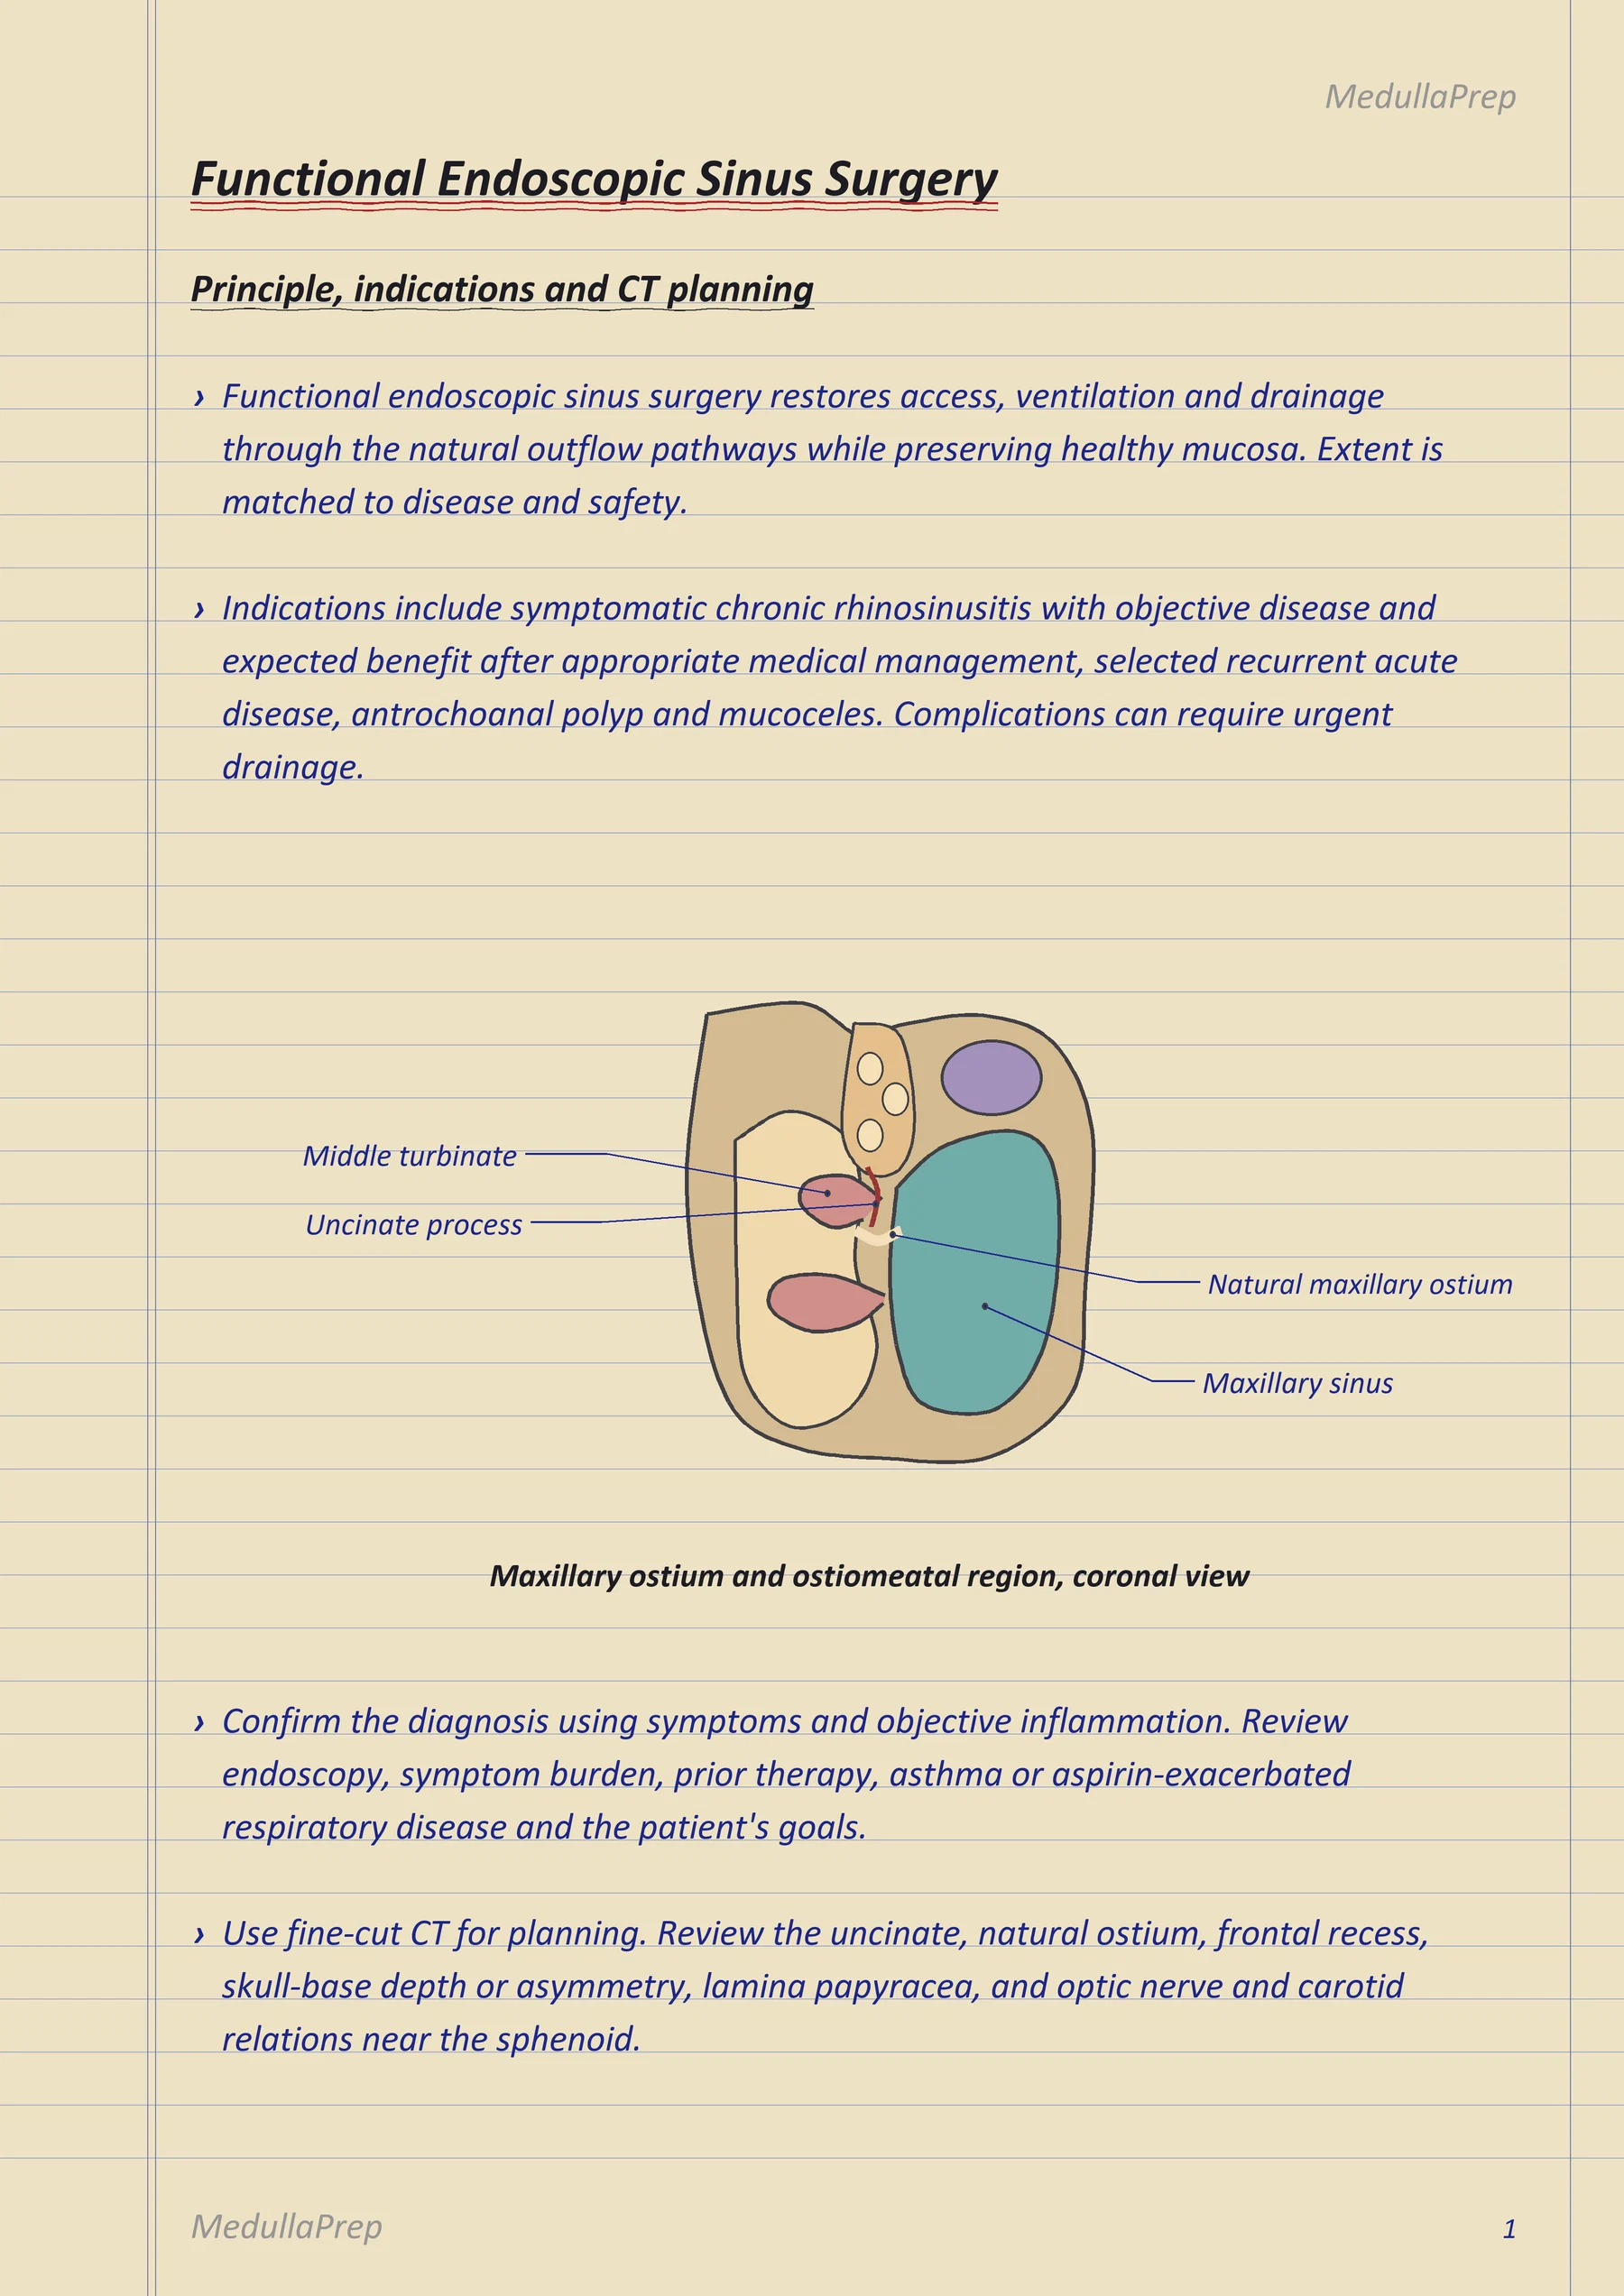 MedullaPrep
Functional Endoscopic Sinus Surgery
Principle, indications and CT planning
› Functional endoscopic sinus surgery restores access, ventilation and drainage
through the natural outflow pathways while preserving healthy mucosa. Extent is
matched to disease and safety.
› Indications include symptomatic chronic rhinosinusitis with objective disease and
expected benefit after appropriate medical management, selected recurrent acute
disease, antrochoanal polyp and mucoceles. Complications can require urgent
drainage.
Middle turbinate
Uncinate process
Natural maxillary ostium
Maxillary sinus
Maxillary ostium and ostiomeatal region, coronal view
› Confirm the diagnosis using symptoms and objective inflammation. Review
endoscopy, symptom burden, prior therapy, asthma or aspirin-exacerbated
respiratory disease and the patient's goals.
› Use fine-cut CT for planning. Review the uncinate, natural ostium, frontal recess,
skull-base depth or asymmetry, lamina papyracea, and optic nerve and carotid
relations near the sphenoid.
MedullaPrep
1